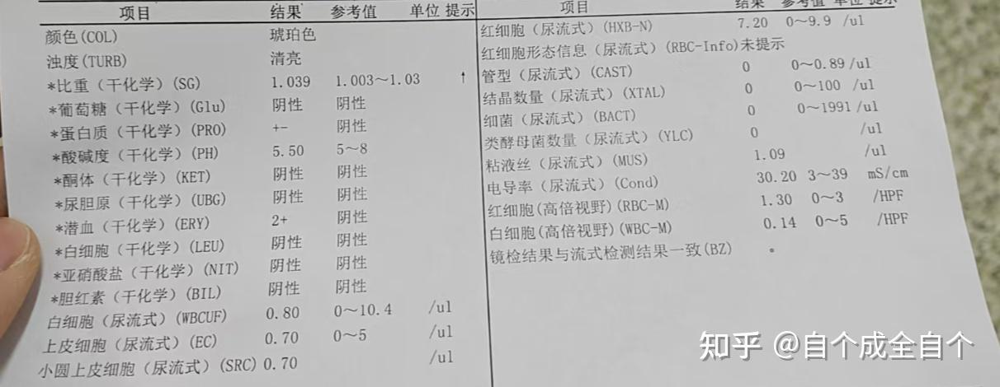 项目 结果 参考值 单位 提示
颜色(COL) 琥珀色
浊度(TURB) 清亮
*比重（干化学）(SG) 1.039 1.003～1.03 ↑
*葡萄糖（干化学）(Glu) 阴性 阴性
*蛋白质（干化学）(PRO) +- 阴性
*酸碱度（干化学）(PH) 5.50 5～8
*酮体（干化学）(KET) 阴性 阴性
*尿胆原（干化学）(UBG) 阴性 阴性
*潜血（干化学）(ERY) 2+ 阴性
*白细胞（干化学）(LEU) 阴性 阴性
*亚硝酸盐（干化学）(NIT) 阴性 阴性
*胆红素（干化学）(BIL) 阴性 阴性
白细胞（尿流式）(WBCUF) 0.80 0～10.4 /ul
上皮细胞（尿流式）(EC) 0.70 0～5 /ul
小圆上皮细胞（尿流式）(SRC) 0.70 /ul
项目 结果 参考值 单位 提示
红细胞（尿流式）(HXB-N) 7.20 0～9.9 /ul
红细胞形态信息（尿流式）(RBC-Info) 未提示
管型（尿流式）(CAST) 0 0～0.89 /ul
结晶数量（尿流式）(XTAL) 0 0～100 /ul
细菌（尿流式）(BACT) 0 0～1991 /ul
类酵母菌数量（尿流式）(YLC) 0 /ul
粘液丝（尿流式）(MUS) 1.09 /ul
电导率（尿流式）(Cond) 30.20 3～39 mS/cm
红细胞(高倍视野)(RBC-M) 1.30 0～3 /HPF
白细胞(高倍视野)(WBC-M) 0.14 0～5 /HPF
镜检结果与流式检测结果一致(BZ) 。
知乎 @自个成全自个